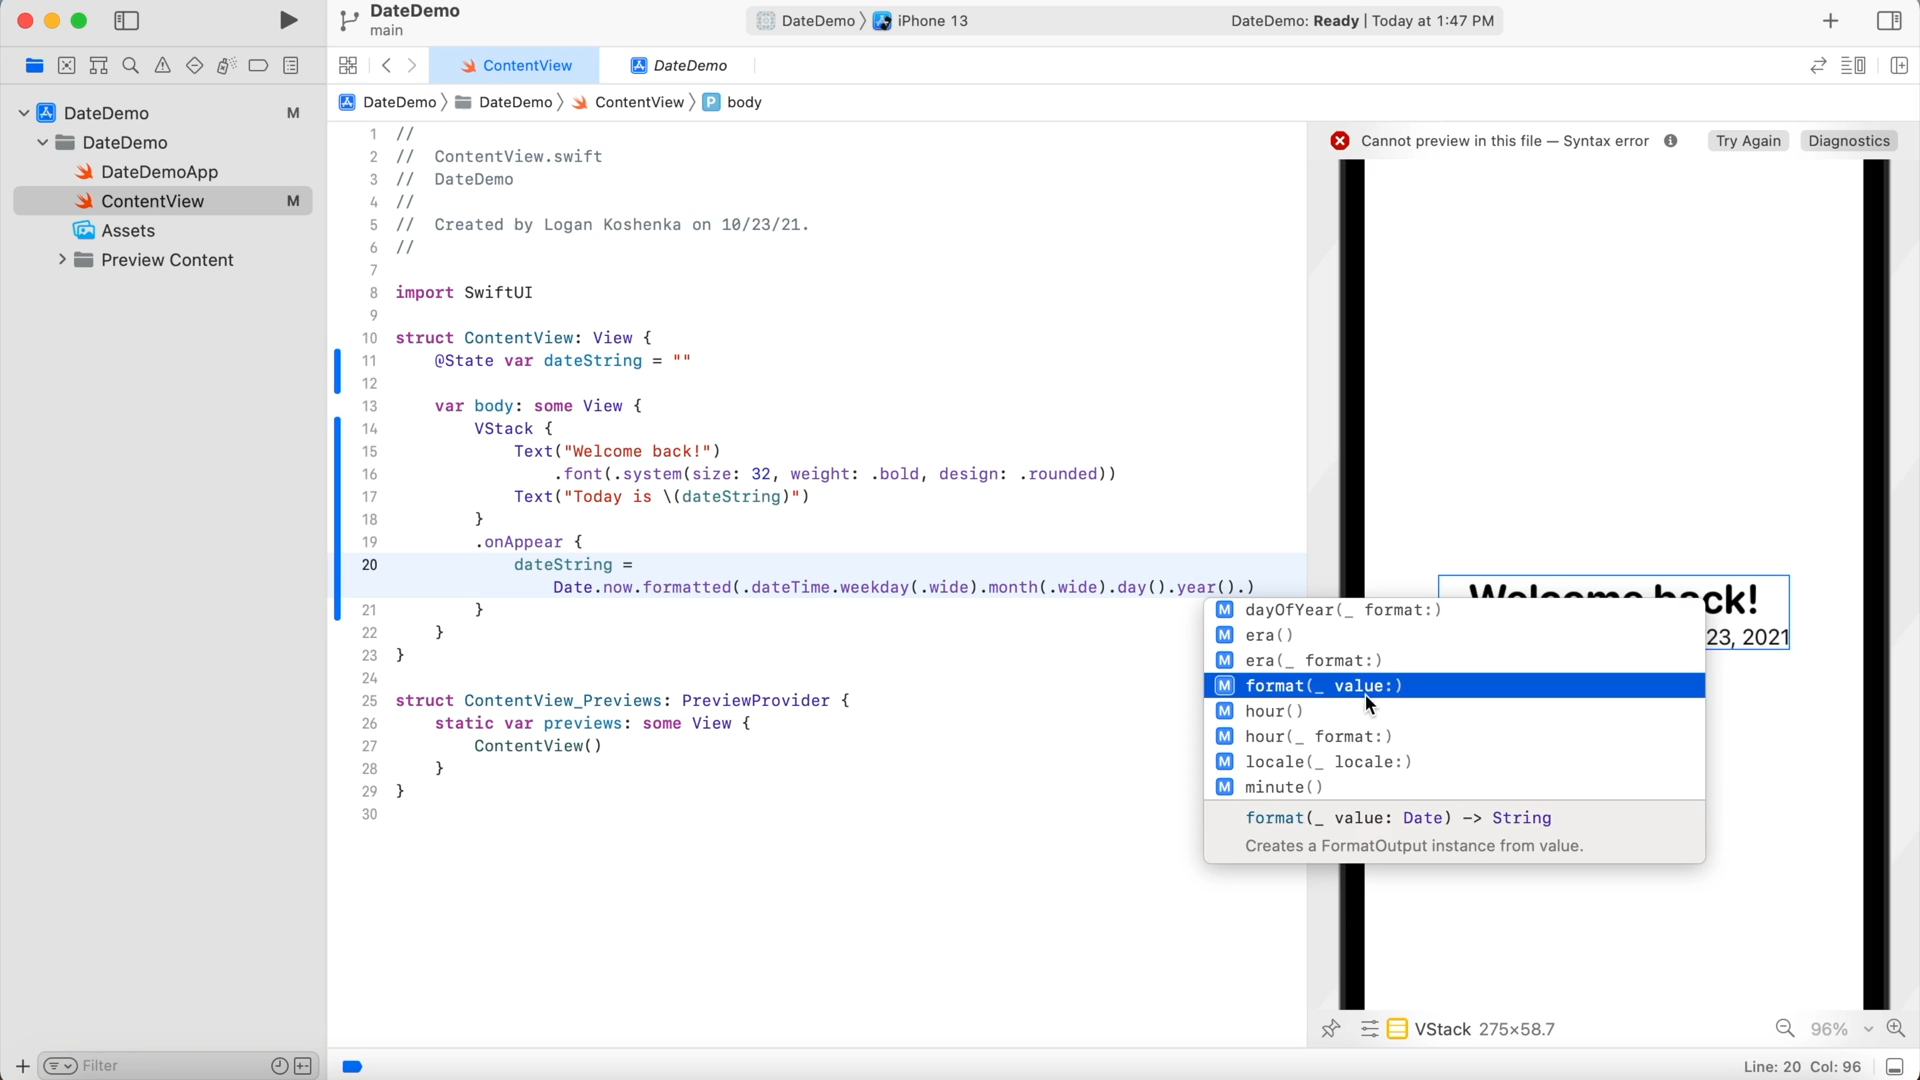 DateDemo
main
DateDemo 〉 iPhone 13
DateDemo: Ready | Today at 1:47 PM
ContentView
DateDemo
DateDemo 〉 DateDemo 〉 ContentView 〉 P body
DateDemo M
DateDemo
DateDemoApp
ContentView M
Assets
Preview Content
1 //
2 //  ContentView.swift
3 //  DateDemo
4 //
5 //  Created by Logan Koshenka on 10/23/21.
6 //
7
8 import SwiftUI
9
10 struct ContentView: View {
11     @State var dateString = ""
12
13     var body: some View {
14         VStack {
15             Text("Welcome back!")
16                 .font(.system(size: 32, weight: .bold, design: .rounded))
17             Text("Today is \(dateString)")
18         }
19         .onAppear {
20             dateString =
                Date.now.formatted(.dateTime.weekday(.wide).month(.wide).day().year().)
21         }
22     }
23 }
24
25 struct ContentView_Previews: PreviewProvider {
26     static var previews: some View {
27         ContentView()
28     }
29 }
30
Cannot preview in this file — Syntax error
Try Again
Diagnostics
Welcome back!
23, 2021
M dayOfYear(_ format:)
M era()
M era(_ format:)
M format(_ value:)
M hour()
M hour(_ format:)
M locale(_ locale:)
M minute()
format(_ value: Date) -> String
Creates a FormatOutput instance from value.
VStack 275×58.7
96%
Filter
Line: 20 Col: 96